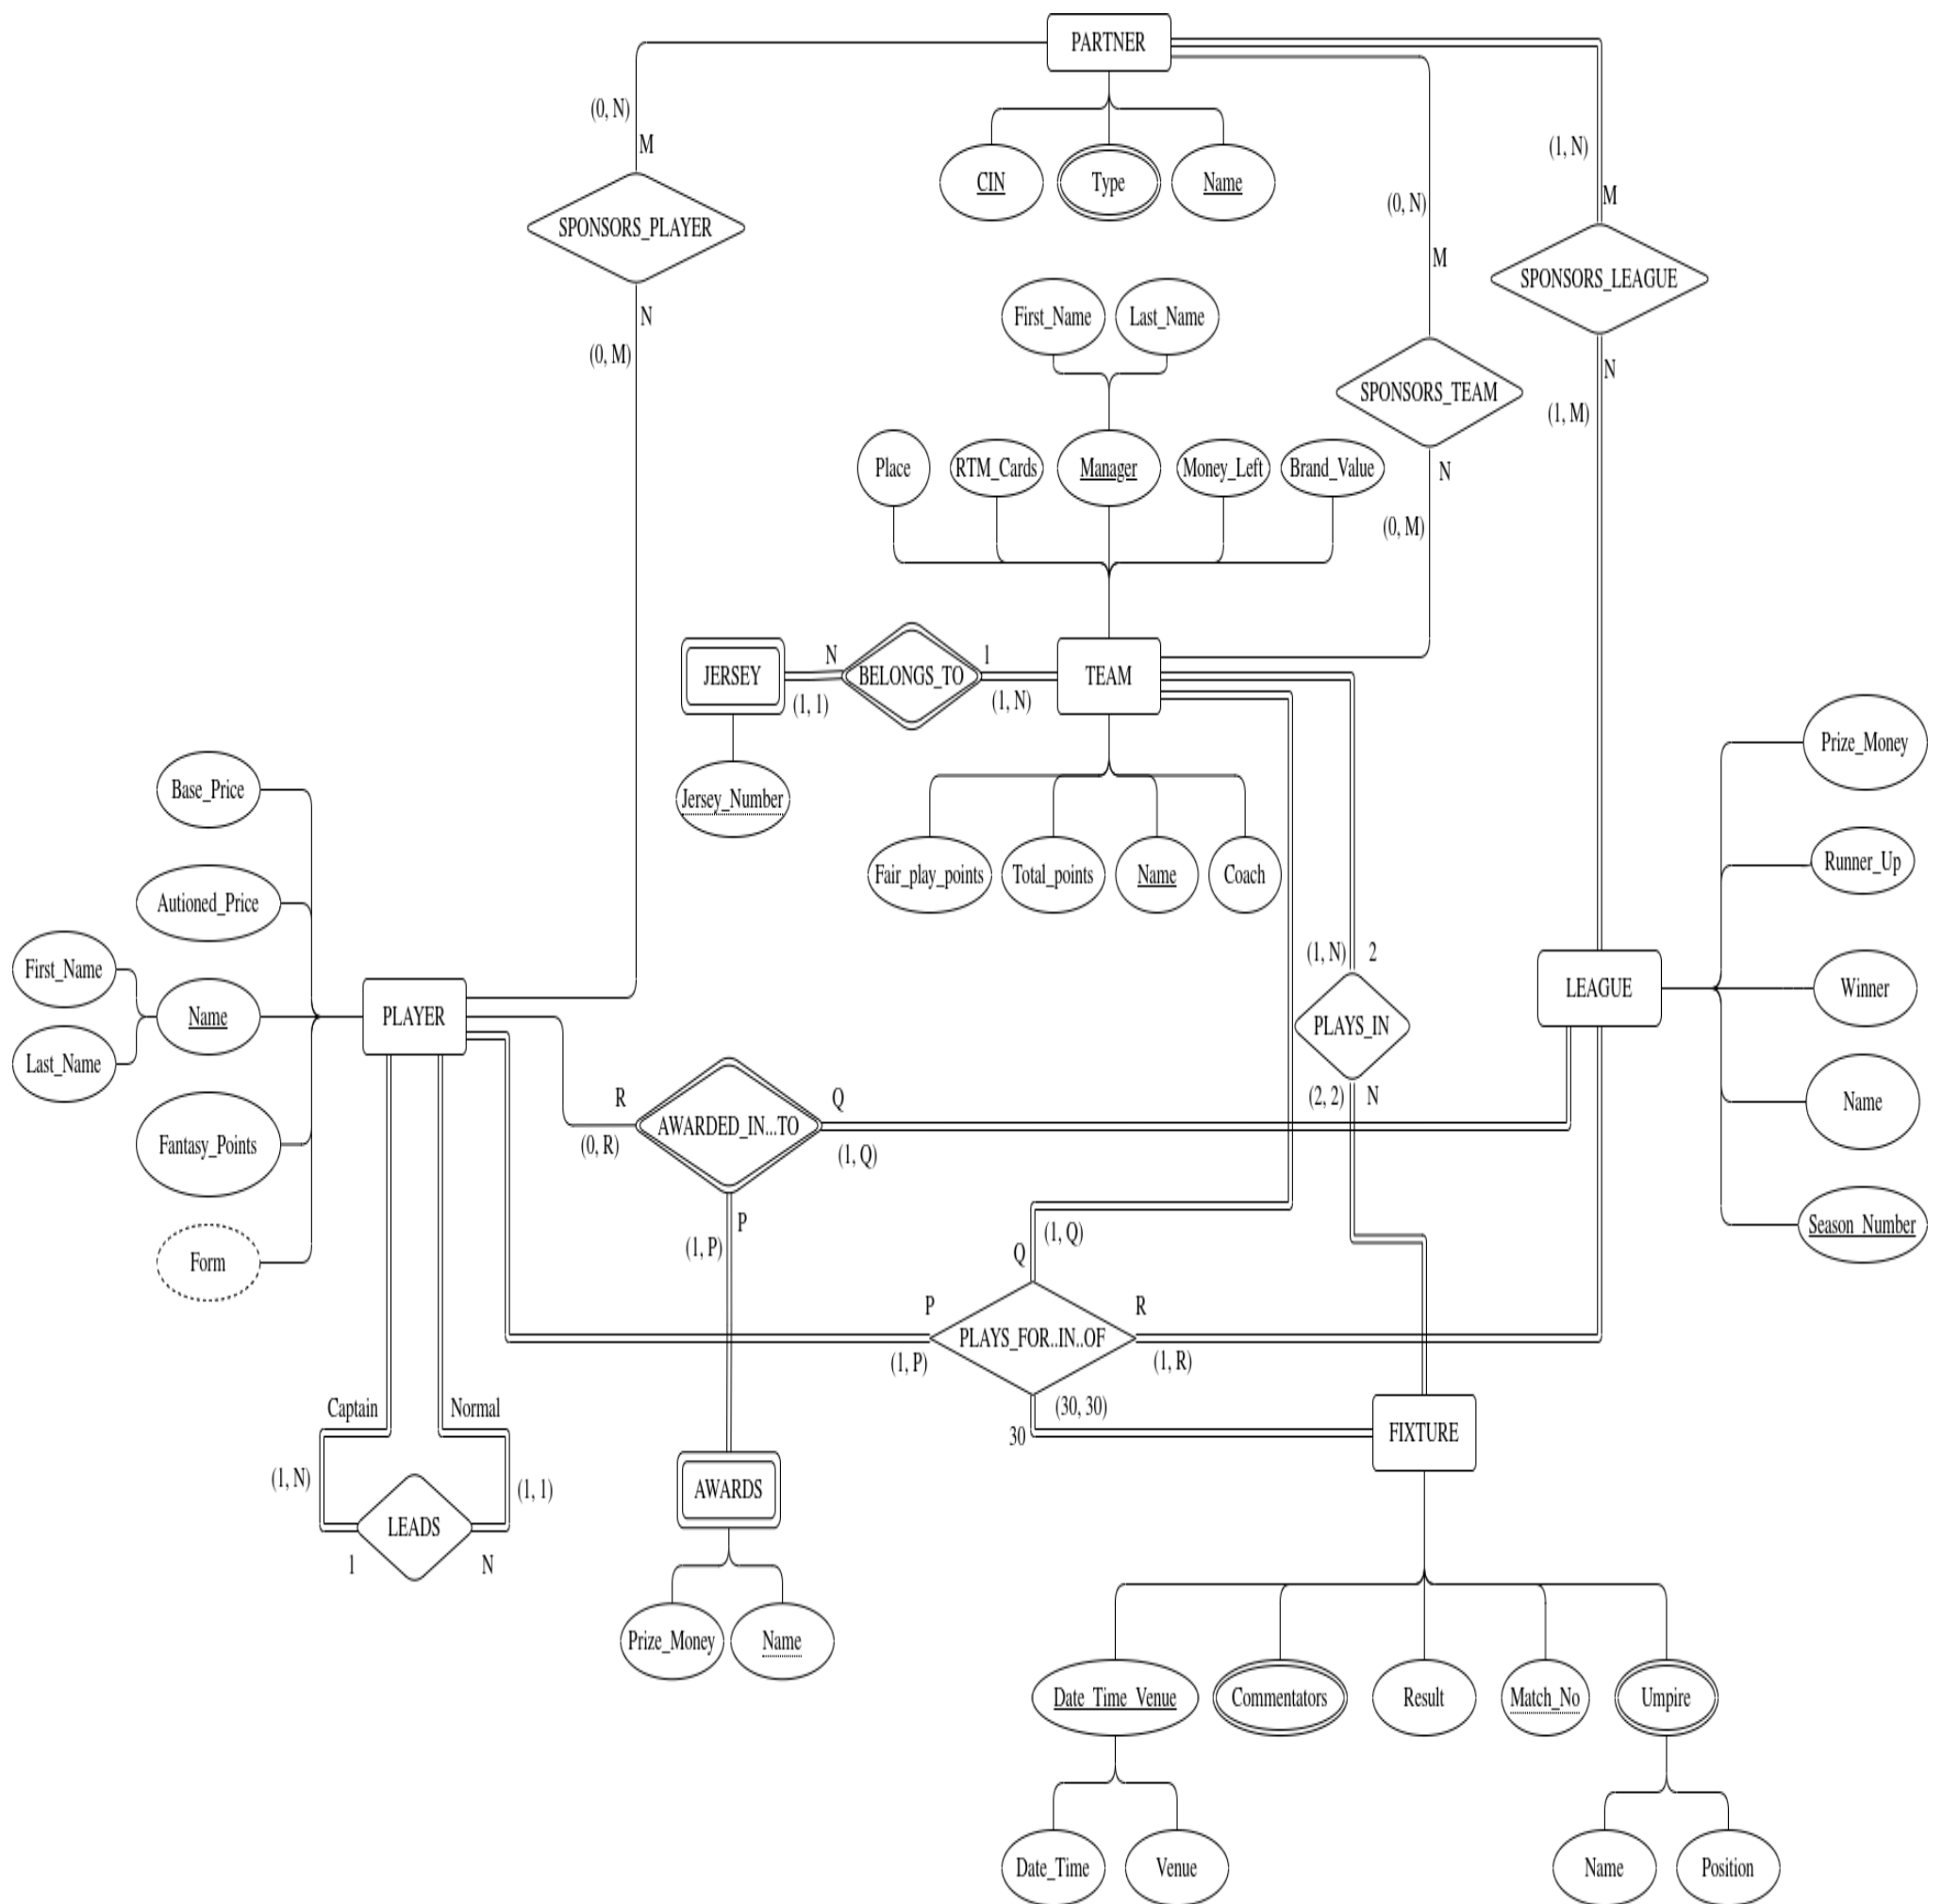 PARTNER
(0, N)
M
CIN
Type
Name
(1, N)
M
(0, N)
M
SPONSORS_PLAYER
SPONSORS_LEAGUE
N
(0, M)
First_Name
Last_Name
N
(1, M)
SPONSORS_TEAM
N
(0, M)
Place
RTM_Cards
Manager
Money_Left
Brand_Value
JERSEY
N
(1, 1)
BELONGS_TO
1
(1, N)
TEAM
Jersey_Number
Fair_play_points
Total_points
Name
Coach
Prize_Money
Runner_Up
Winner
Name
Season_Number
LEAGUE
Base_Price
Autioned_Price
First_Name
Name
Last_Name
Fantasy_Points
Form
PLAYER
(1, N)
2
PLAYS_IN
(2, 2)
N
R
(0, R)
AWARDED_IN...TO
Q
(1, Q)
P
(1, P)
(1, Q)
Q
P
(1, P)
PLAYS_FOR..IN..OF
R
(1, R)
(30, 30)
30
FIXTURE
Captain
Normal
(1, N)
(1, 1)
LEADS
1
N
AWARDS
Prize_Money
Name
Date_Time_Venue
Commentators
Result
Match_No
Umpire
Date_Time
Venue
Name
Position